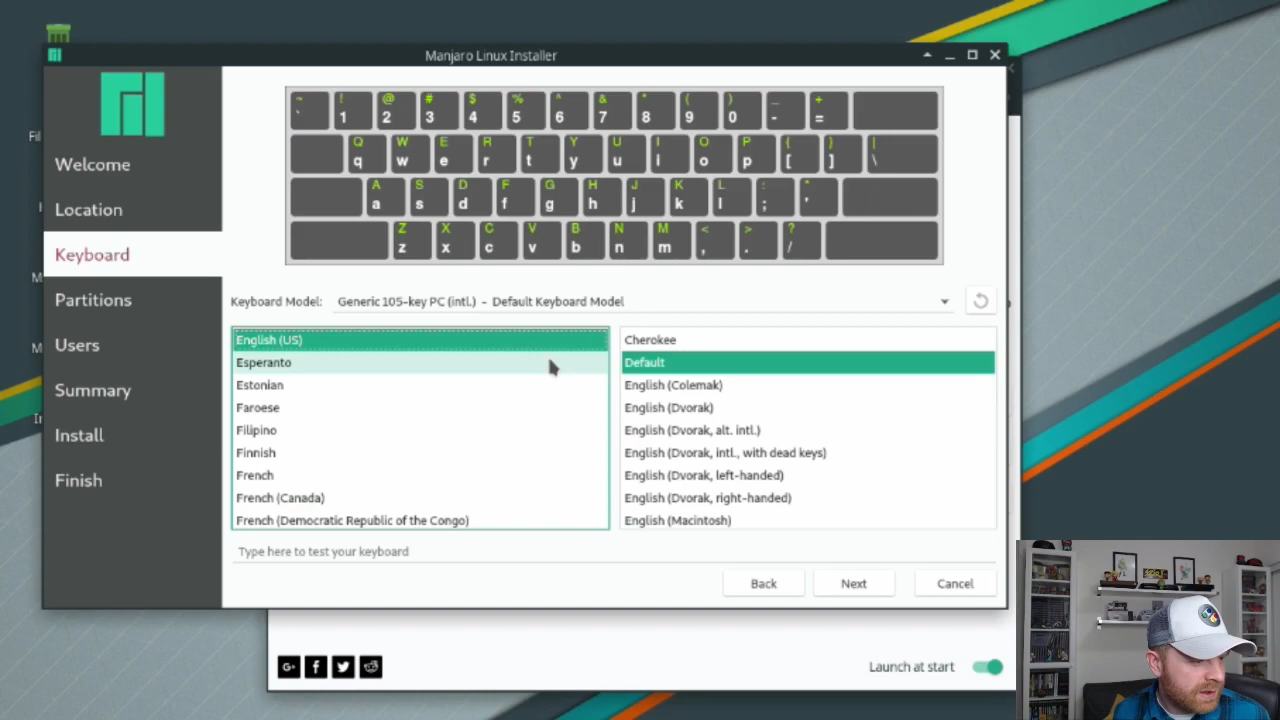 Manjaro Linux Installer
Fil
Welcome
Location
Keyboard
Partitions
Users
Summary
Install
Finish
~ ! @ # $ % ^ & * ( ) _ +
` 1 2 3 4 5 6 7 8 9 0 - =
Q W E R T Y U I O P { } |
q w e r t y u i o p [ ] \
A S D F G H J K L : "
a s d f g h j k l ; '
Z X C V B N M < > ?
z x c v b n m , . /
Keyboard Model: Generic 105-key PC (intl.) - Default Keyboard Model
English (US)
Esperanto
Estonian
Faroese
Filipino
Finnish
French
French (Canada)
French (Democratic Republic of the Congo)
Cherokee
Default
English (Colemak)
English (Dvorak)
English (Dvorak, alt. intl.)
English (Dvorak, intl., with dead keys)
English (Dvorak, left-handed)
English (Dvorak, right-handed)
English (Macintosh)
Type here to test your keyboard
Back
Next
Cancel
Launch at start